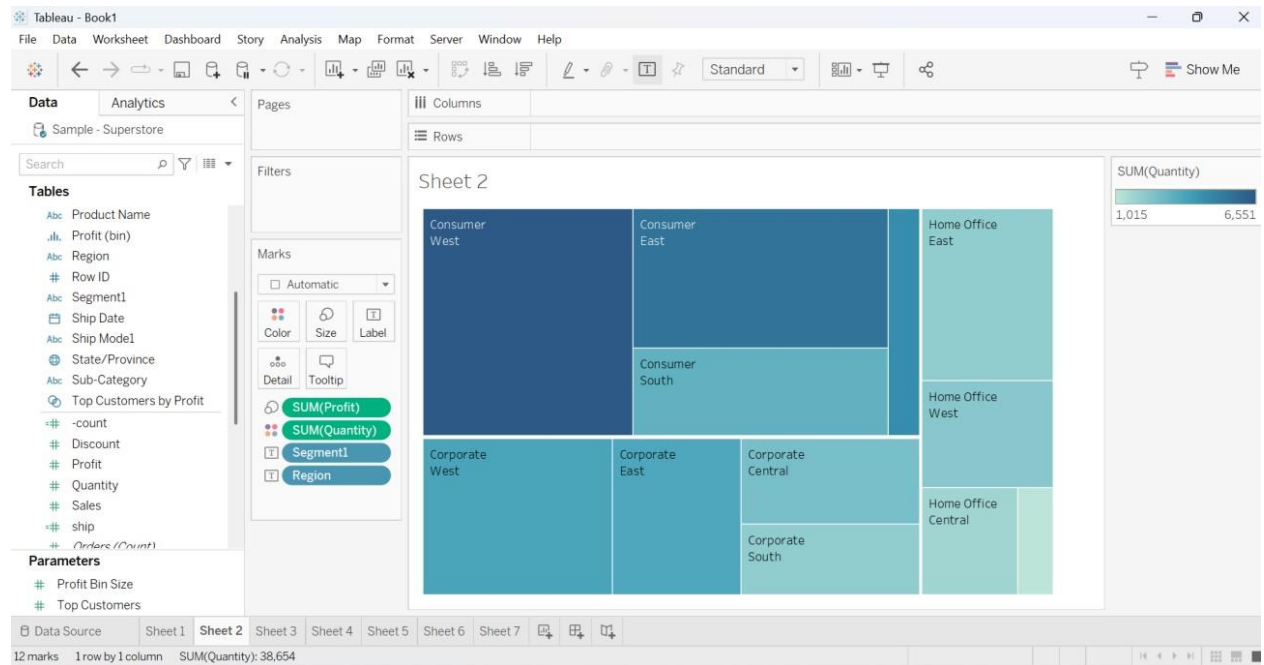 Tableau - Book1
File Data Worksheet Dashboard Story Analysis Map Format Server Window Help
Standard
Show Me
Data Analytics
Sample - Superstore
Search
Tables
Abc Product Name
Profit (bin)
Abc Region
# Row ID
Abc Segment1
Ship Date
Abc Ship Mode1
State/Province
Abc Sub-Category
Top Customers by Profit
=# -count
# Discount
# Profit
# Quantity
# Sales
=# ship
# Orders (Count)
Parameters
# Profit Bin Size
# Top Customers
Pages
Filters
Marks
Automatic
Color Size Label
Detail Tooltip
SUM(Profit)
SUM(Quantity)
T Segment1
T Region
Columns
Rows
Sheet 2
Consumer
West
Consumer
East
Consumer
South
Home Office
East
Home Office
West
Home Office
Central
Corporate
West
Corporate
East
Corporate
Central
Corporate
South
SUM(Quantity)
1,015 6,551
Data Source Sheet 1 Sheet 2 Sheet 3 Sheet 4 Sheet 5 Sheet 6 Sheet 7
12 marks 1 row by 1 column SUM(Quantity): 38,654